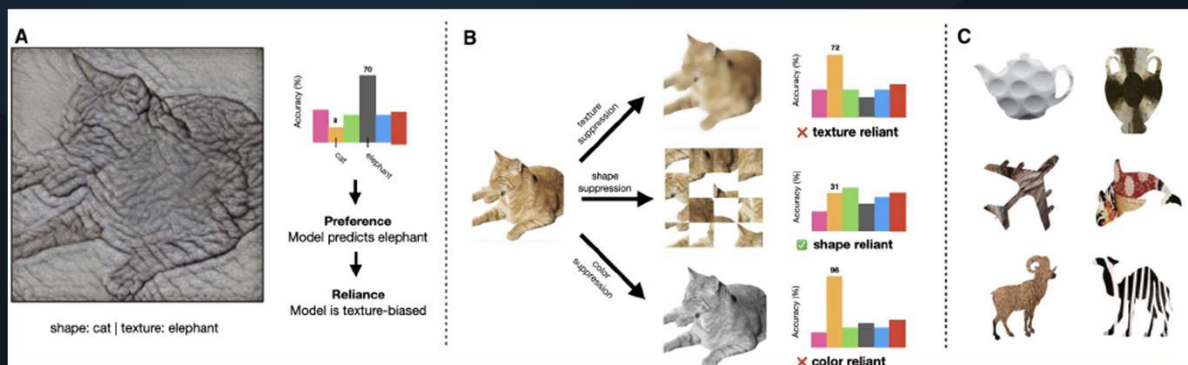 A
Accuracy (%)
70
8
cat
elephant
Preference
Model predicts elephant
Reliance
Model is texture-biased
shape: cat | texture: elephant
B
texture
suppression
shape
suppression
color
suppression
Accuracy (%)
72
❌ texture reliant
Accuracy (%)
31
✅ shape reliant
Accuracy (%)
96
❌ color reliant
C